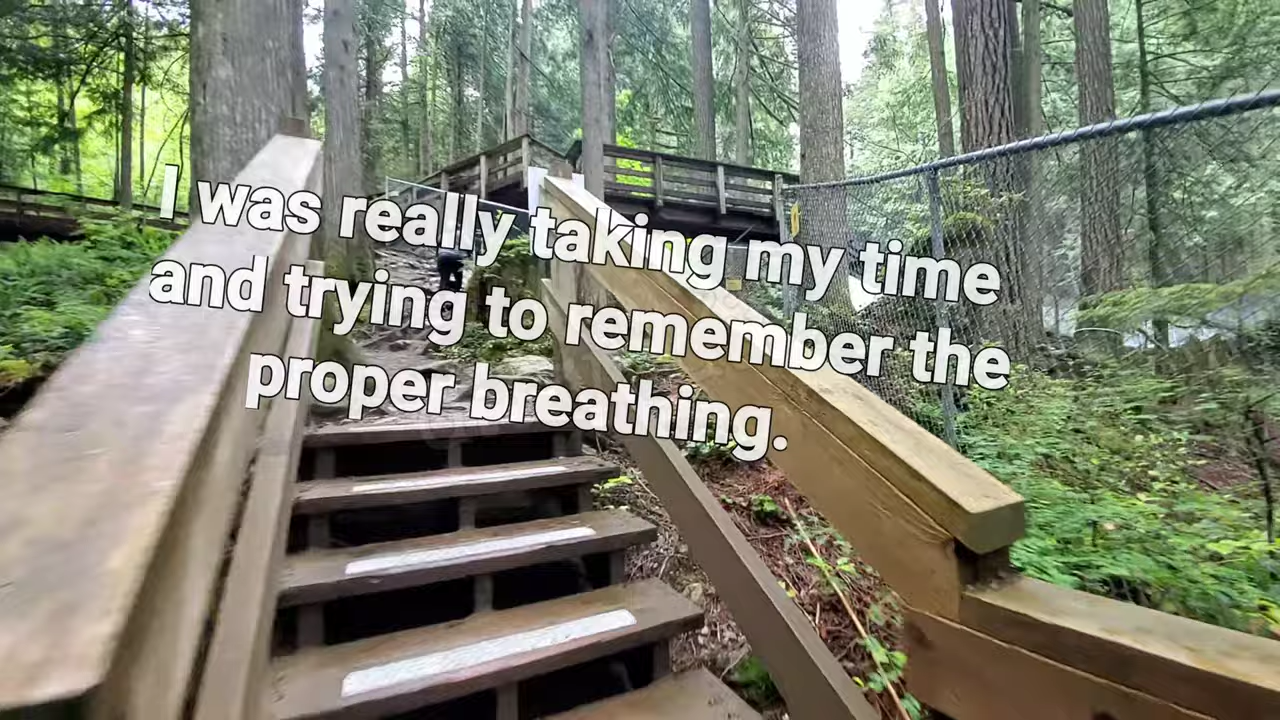 I was really taking my time
and trying to remember the
proper breathing.